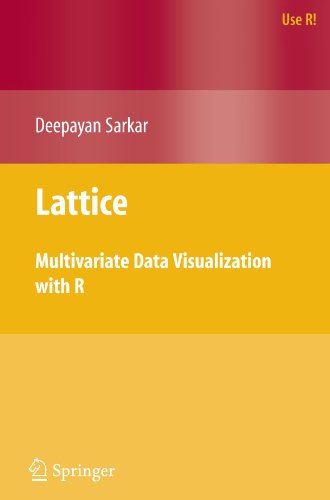 Use R!
Deepayan Sarkar
Lattice
Multivariate Data Visualization
with R
Springer